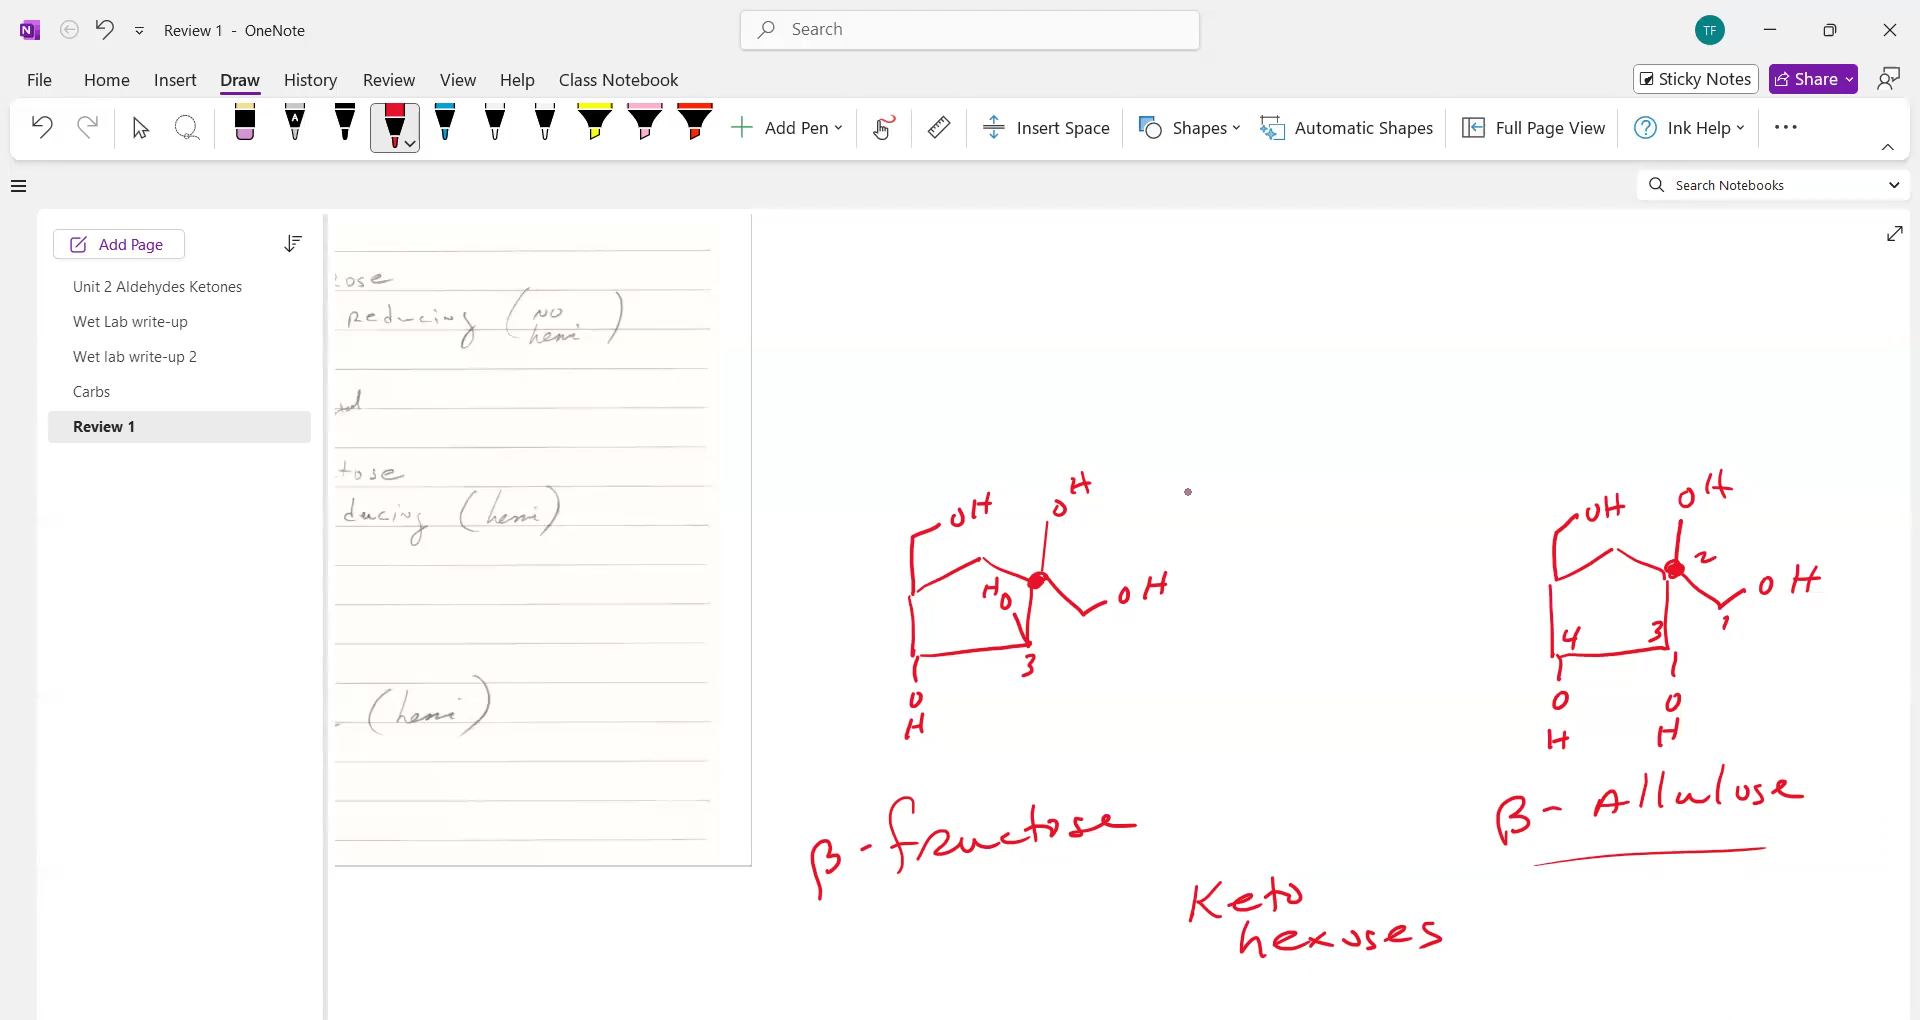 Review 1 - OneNote
Search
TF
File Home Insert Draw History Review View Help Class Notebook
Sticky Notes Share
A
Add Pen Insert Space Shapes Automatic Shapes Full Page View Ink Help
Search Notebooks
Add Page
Unit 2 Aldehydes Ketones
Wet Lab write-up
Wet lab write-up 2
Carbs
Review 1
ose
reducing (no
hemi)
tose
ducing (hemi)
(hemi)
OH
OH
HO
OH
3
O
H
β-fructose
OH
OH
2
OH
1
4 3
O O
H H
β-Allulose
Keto
hexoses